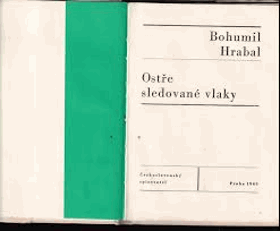 Bohumil
Hrabal
Ostře
sledované vlaky
Československý
spisovatel
Praha 1965